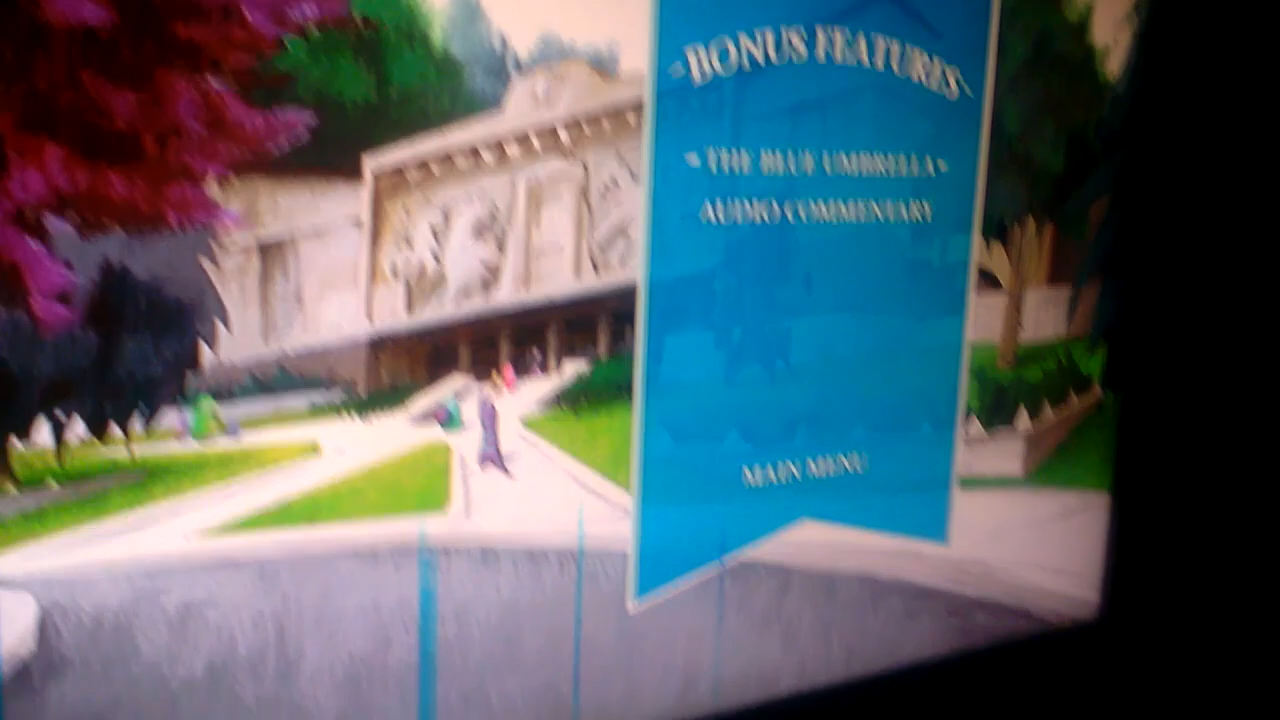 ~BONUS FEATURES~
THE BLUE UMBRELLA
AUDIO COMMENTARY
MAIN MENU